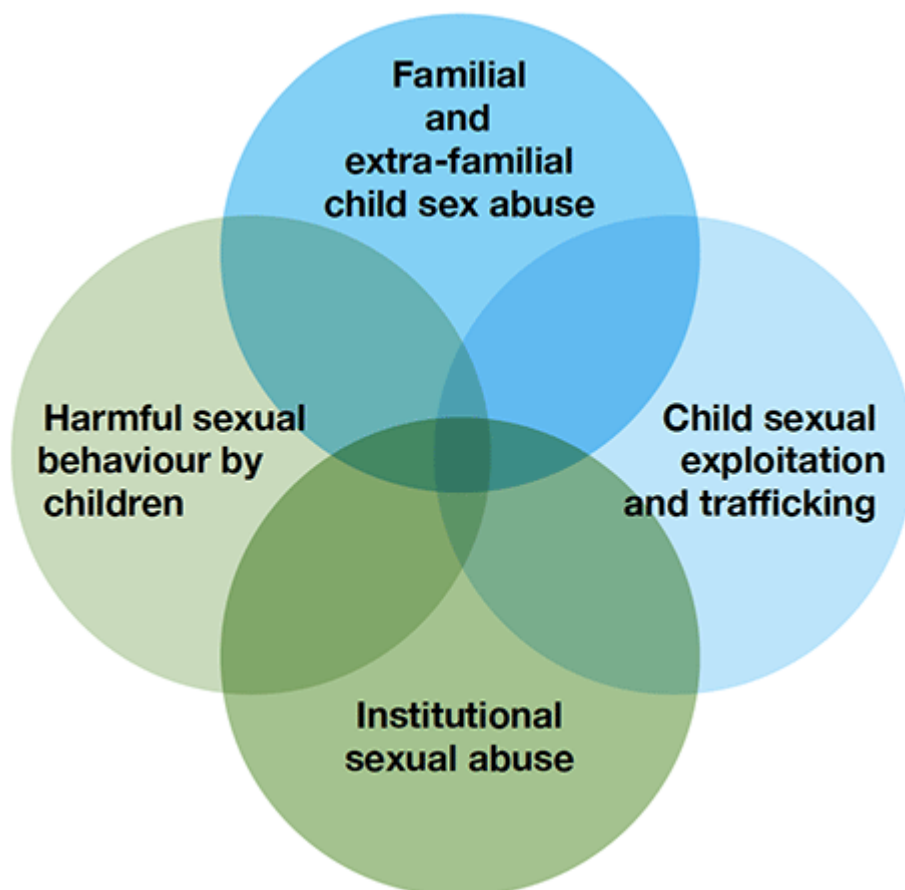 Familial
and
extra-familial
child sex abuse
Harmful sexual
behaviour by
children
Child sexual
exploitation
and trafficking
Institutional
sexual abuse